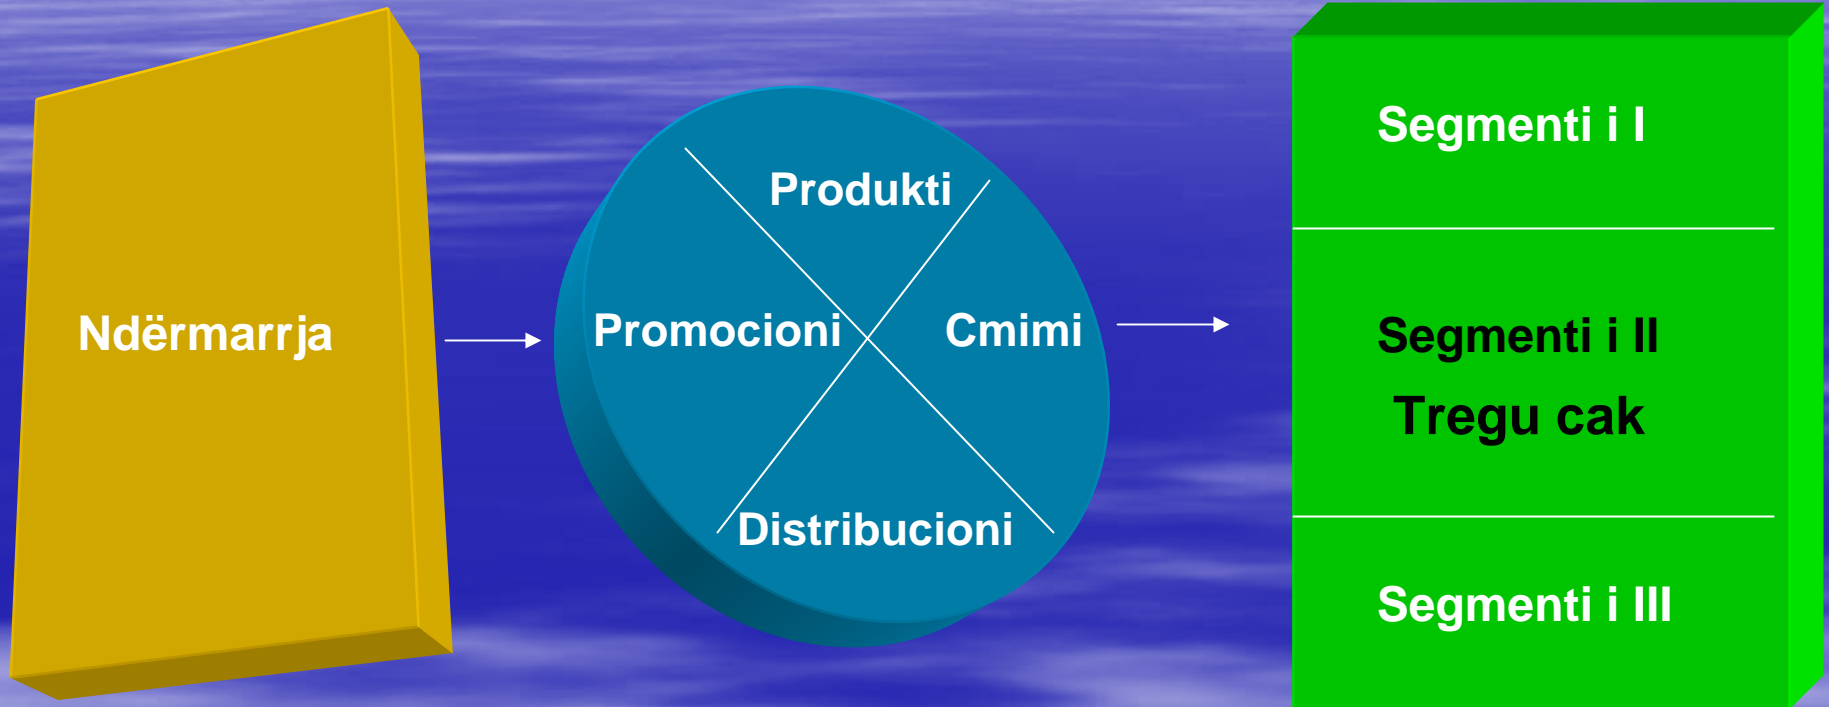 Ndërmarrja
Produkti
Promocioni
Cmimi
Distribucioni
Segmenti i I
Segmenti i II
Tregu cak
Segmenti i III